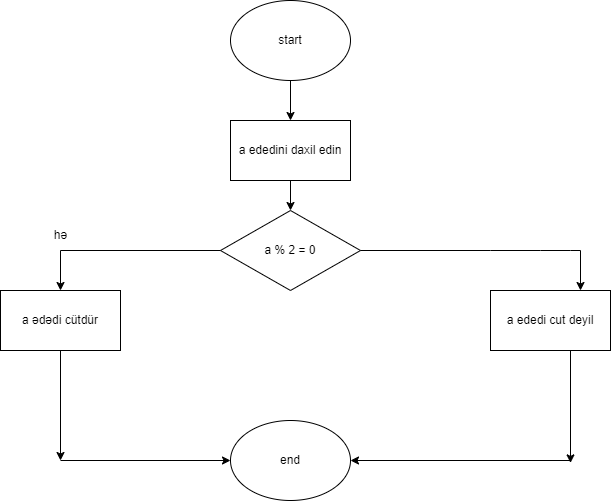 start
a ededini daxil edin
a % 2 = 0
hə
a ədədi cütdür
a ededi cut deyil
end